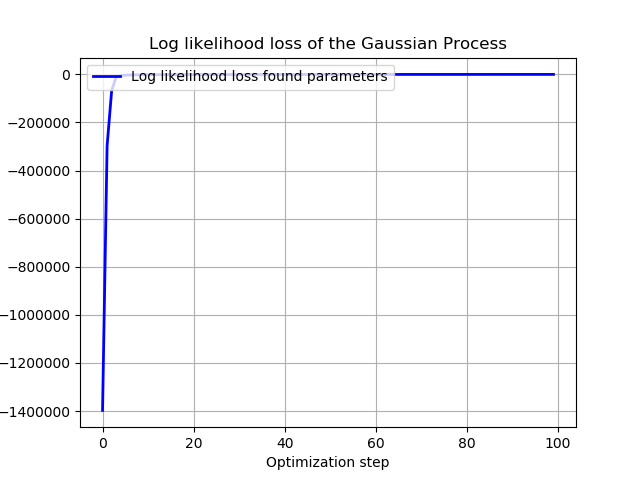 Log likelihood loss of the Gaussian Process
Log likelihood loss found parameters
0
−200000
−400000
−600000
−800000
−1000000
−1200000
−1400000
0 20 40 60 80 100
Optimization step